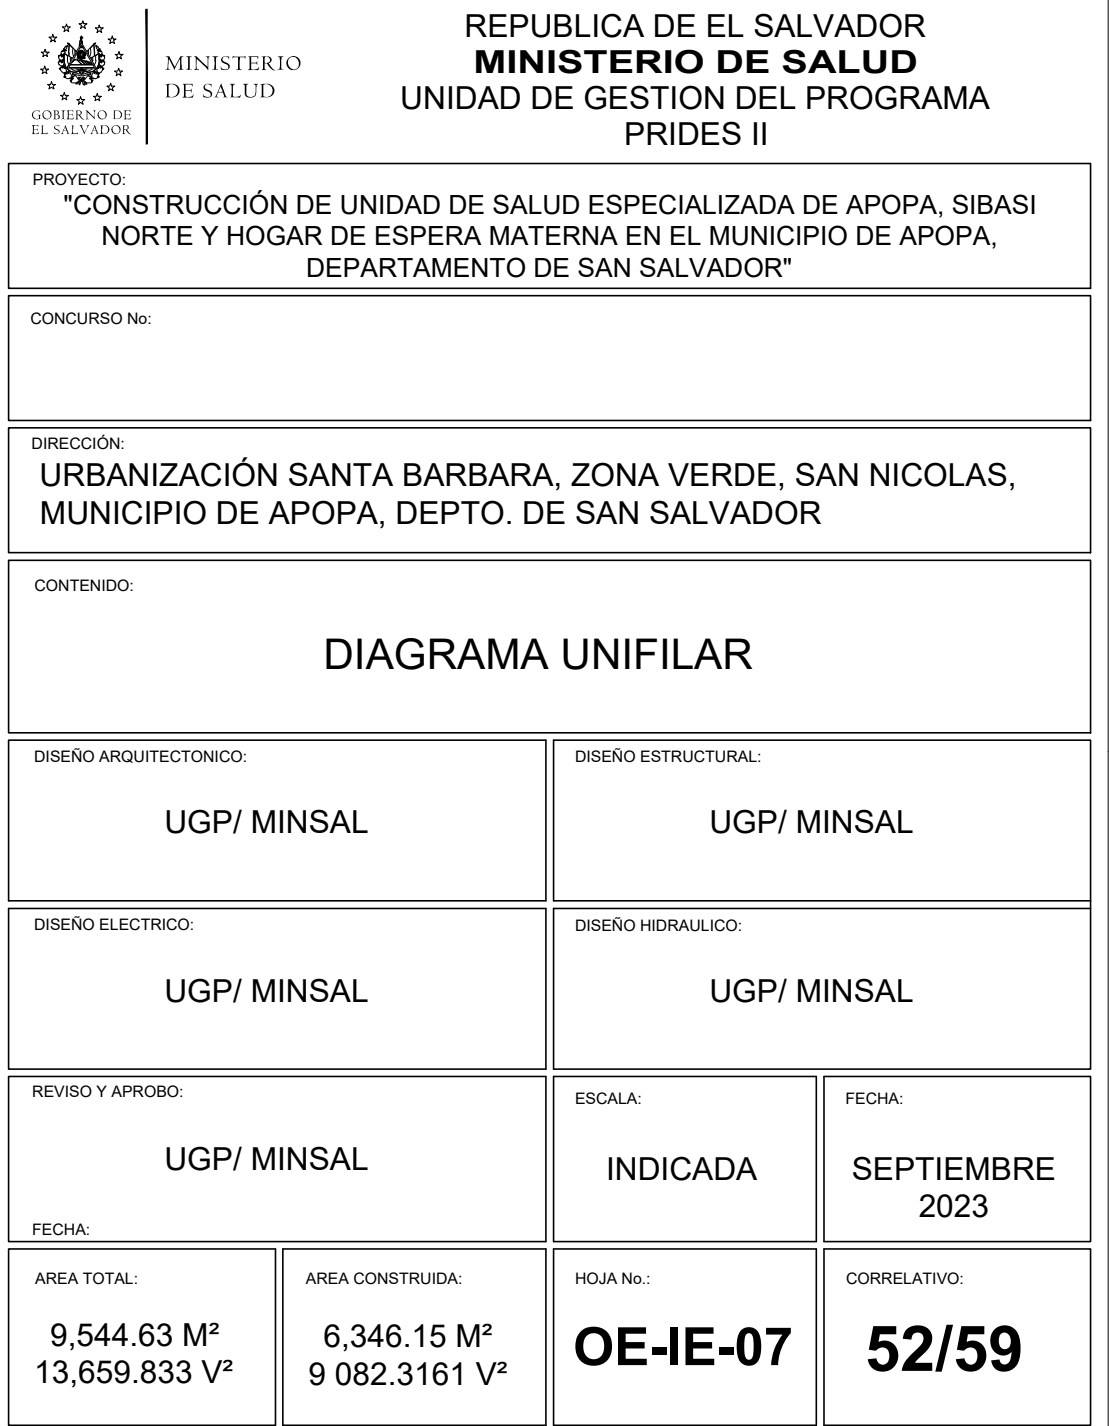 GOBIERNO DE
EL SALVADOR
MINISTERIO
DE SALUD
REPUBLICA DE EL SALVADOR
MINISTERIO DE SALUD
UNIDAD DE GESTION DEL PROGRAMA
PRIDES II
PROYECTO:
"CONSTRUCCIÓN DE UNIDAD DE SALUD ESPECIALIZADA DE APOPA, SIBASI
NORTE Y HOGAR DE ESPERA MATERNA EN EL MUNICIPIO DE APOPA,
DEPARTAMENTO DE SAN SALVADOR"
CONCURSO No:
DIRECCIÓN:
URBANIZACIÓN SANTA BARBARA, ZONA VERDE, SAN NICOLAS,
MUNICIPIO DE APOPA, DEPTO. DE SAN SALVADOR
CONTENIDO:
DIAGRAMA UNIFILAR
DISEÑO ARQUITECTONICO:
UGP/ MINSAL
DISEÑO ESTRUCTURAL:
UGP/ MINSAL
DISEÑO ELECTRICO:
UGP/ MINSAL
DISEÑO HIDRAULICO:
UGP/ MINSAL
REVISO Y APROBO:
UGP/ MINSAL
FECHA:
ESCALA:
INDICADA
FECHA:
SEPTIEMBRE
2023
AREA TOTAL:
9,544.63 M²
13,659.833 V²
AREA CONSTRUIDA:
6,346.15 M²
9 082.3161 V²
HOJA No.:
OE-IE-07
CORRELATIVO:
52/59